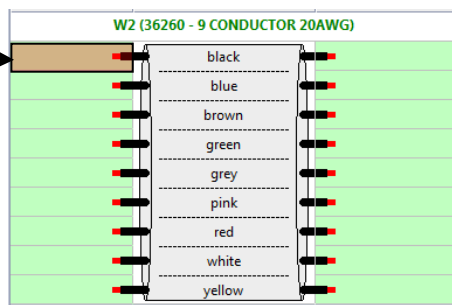 W2 (36260 - 9 CONDUCTOR 20AWG)
black
blue
brown
green
grey
pink
red
white
yellow